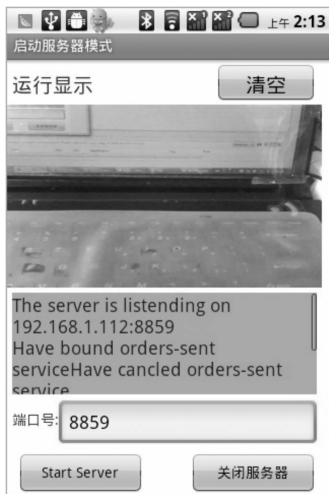 上午 2:13
启动服务器模式
运行显示
清空
The server is listending on
192.168.1.112:8859
Have bound orders-sent
serviceHave cancled orders-sent
service
端口号:
8859
Start Server
关闭服务器